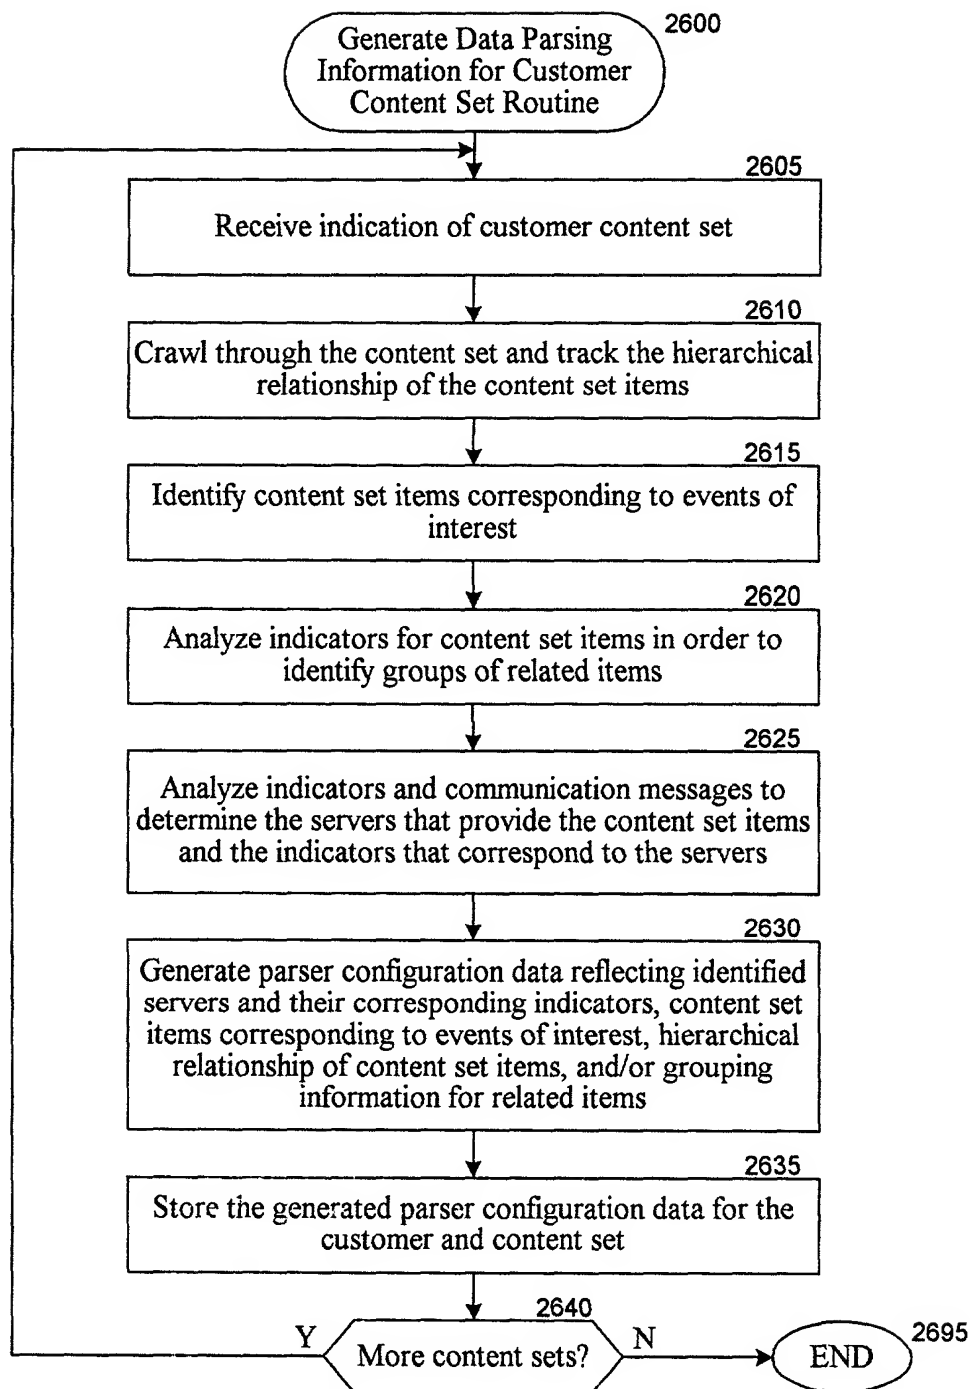 2600
Generate Data Parsing
Information for Customer
Content Set Routine
2605
Receive indication of customer content set
2610
Crawl through the content set and track the hierarchical
relationship of the content set items
2615
Identify content set items corresponding to events of
interest
2620
Analyze indicators for content set items in order to
identify groups of related items
2625
Analyze indicators and communication messages to
determine the servers that provide the content set items
and the indicators that correspond to the servers
2630
Generate parser configuration data reflecting identified
servers and their corresponding indicators, content set
items corresponding to events of interest, hierarchical
relationship of content set items, and/or grouping
information for related items
2635
Store the generated parser configuration data for the
customer and content set
2640
Y
More content sets?
N
2695
END